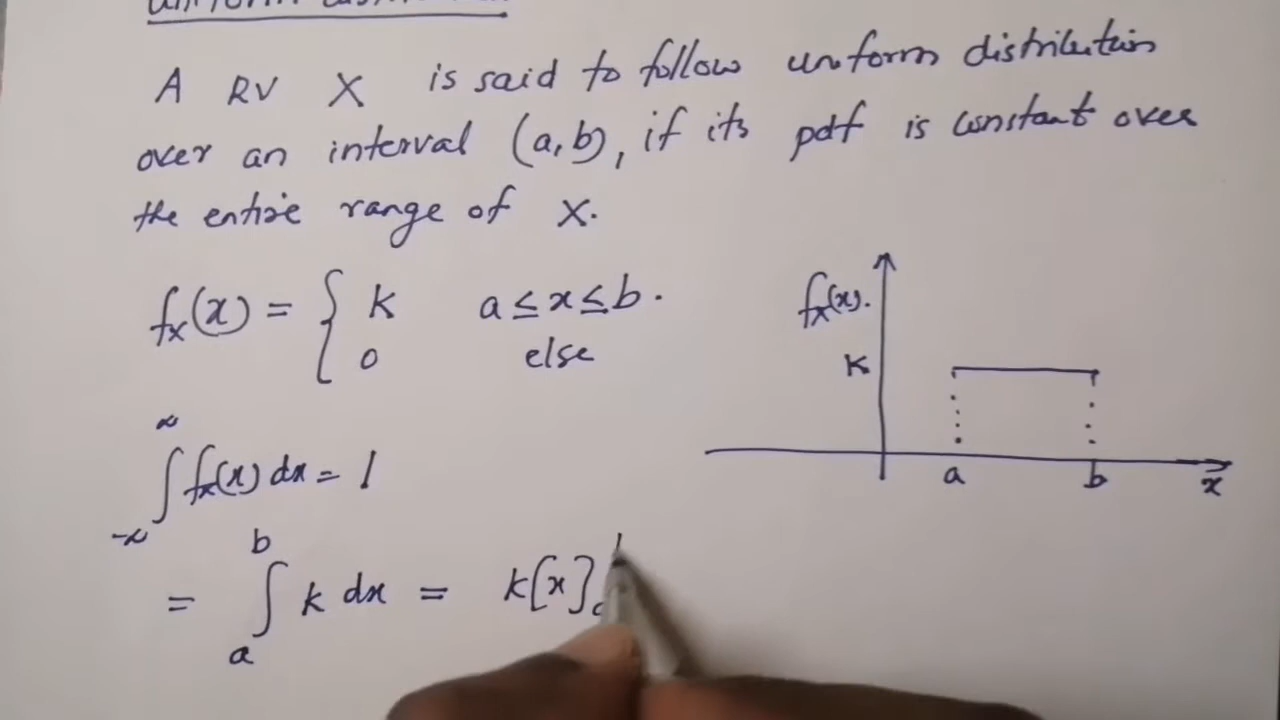 uniform
A RV X is said to follow uniform distribution
over an interval (a,b), if its pdf is constant over
the entire range of X.
fx(x) = { K a ≤ x ≤ b.
0 else
fx(x).
K
a b x
∞
∫ fx(x) dx = 1
-∞
b
= ∫ k dx = k[x]
a